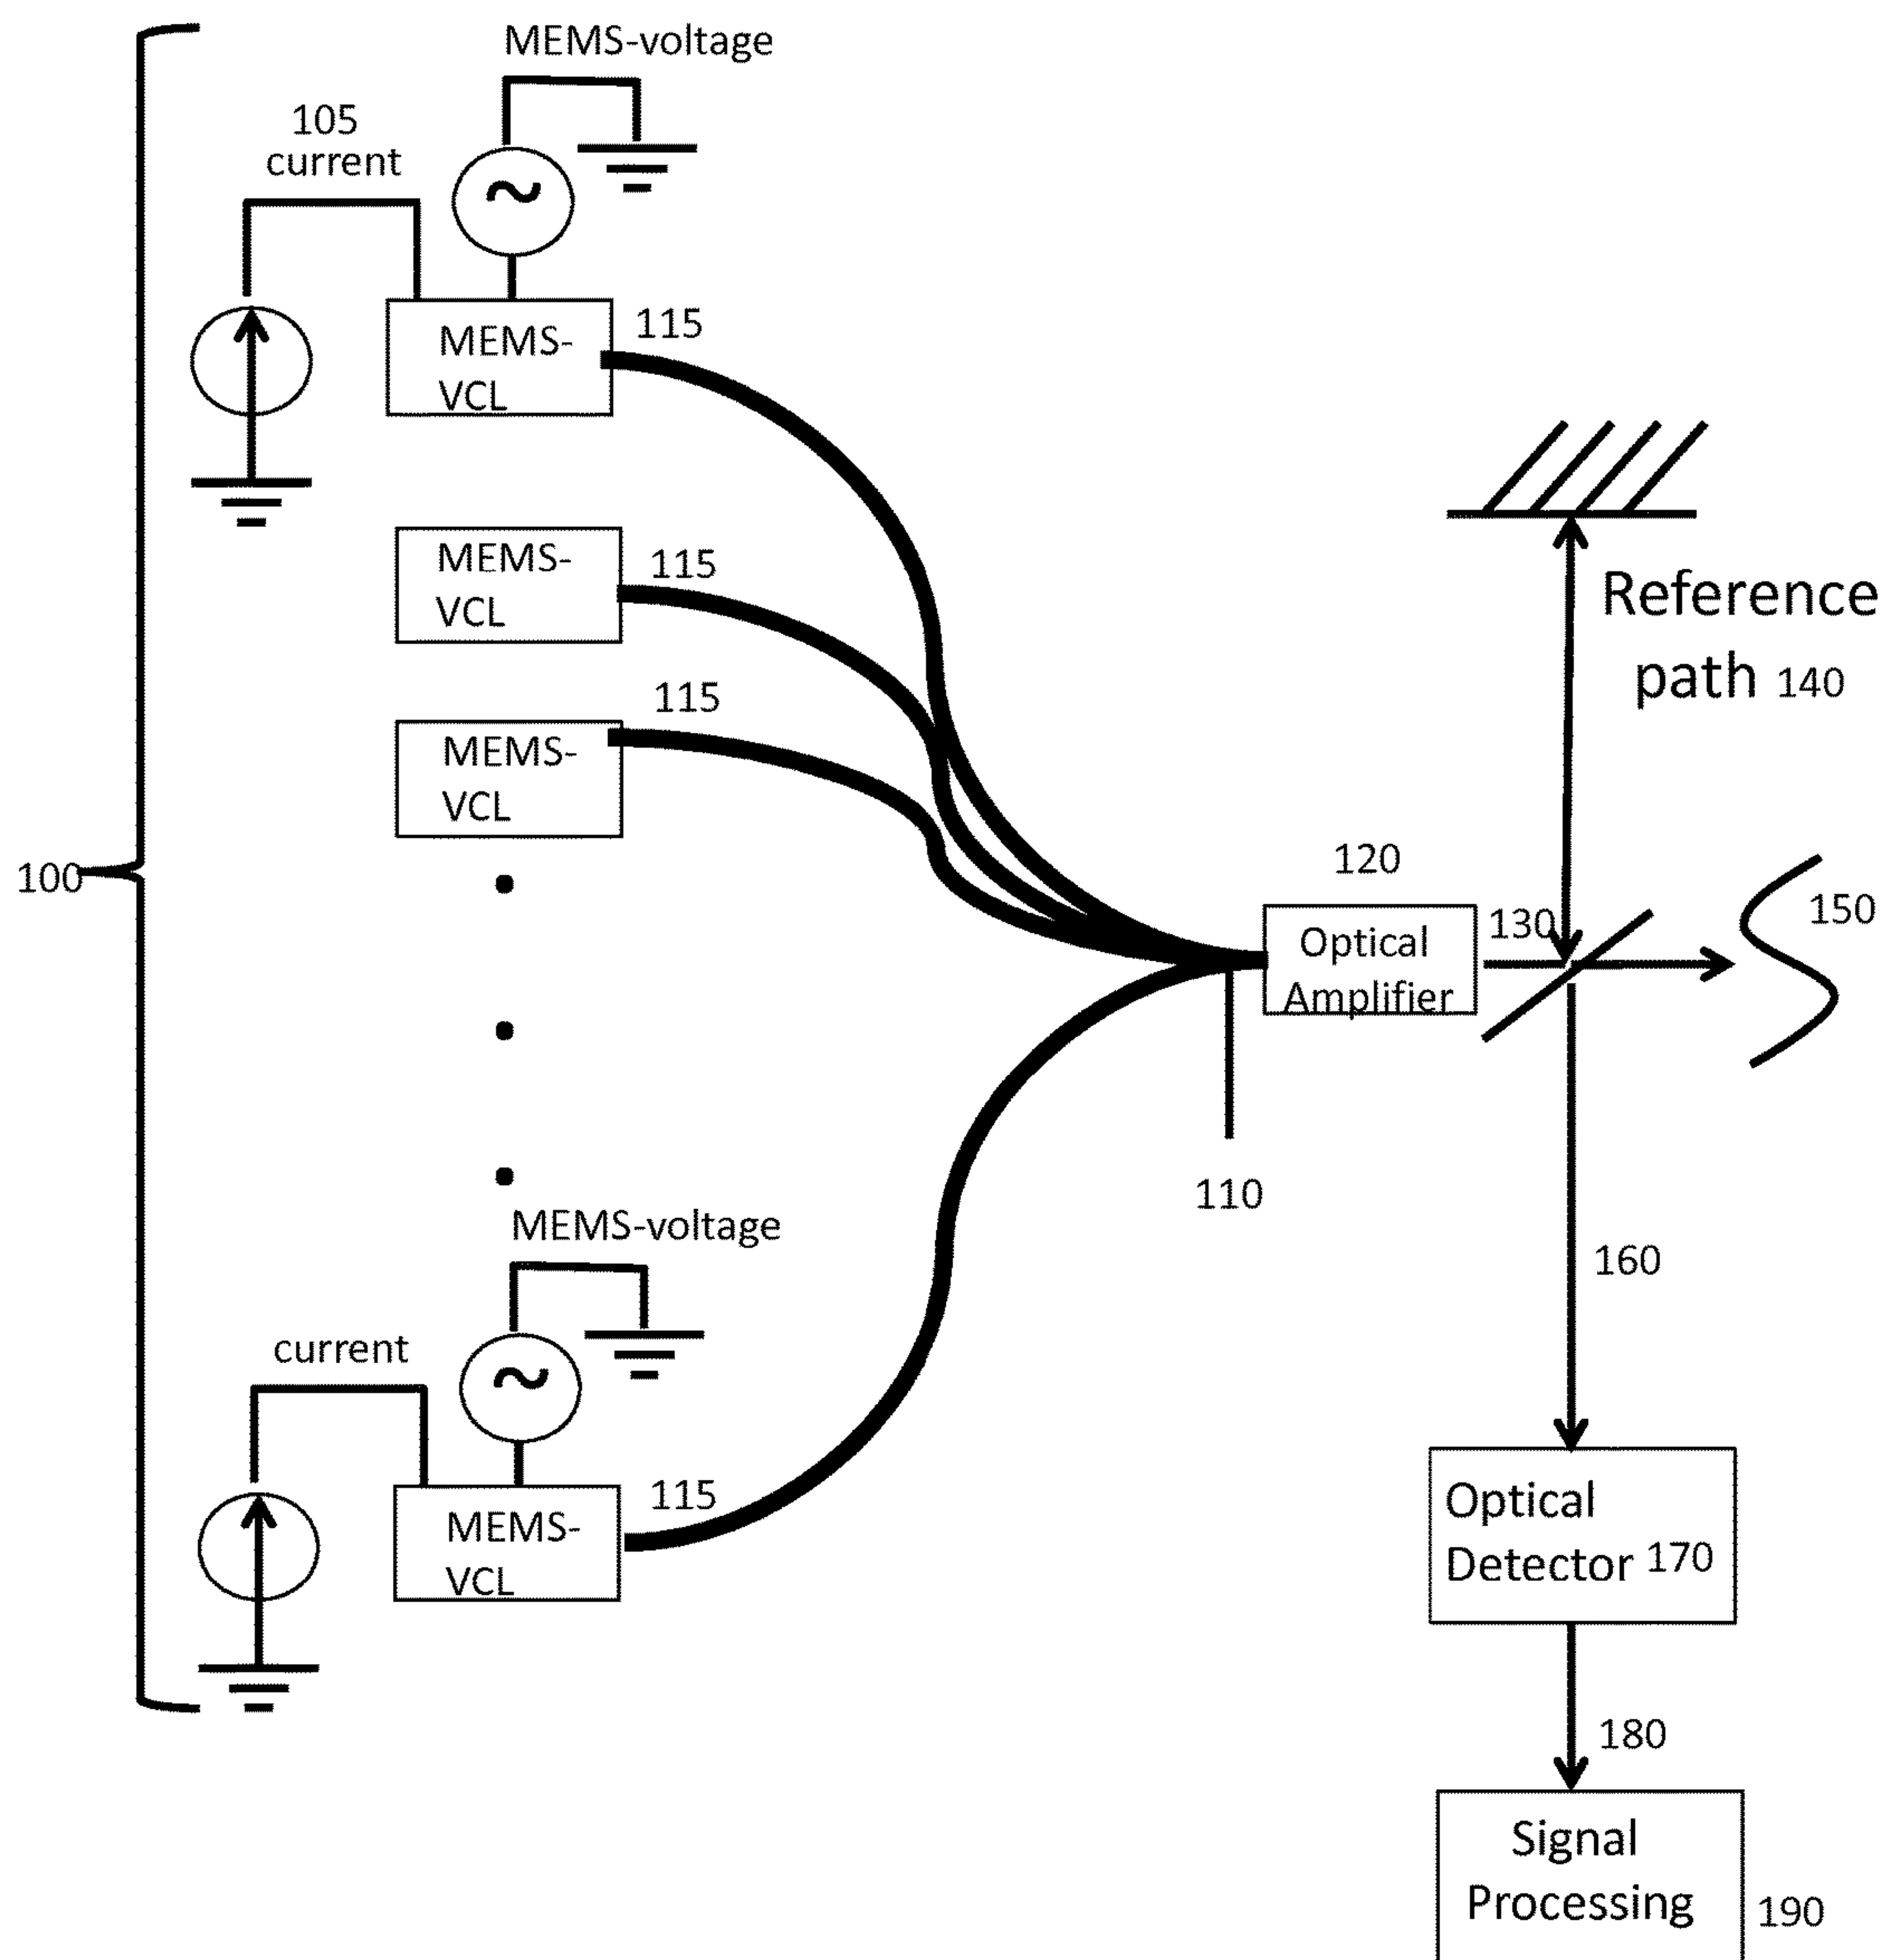 MEMS-voltage
105
current
MEMS-
VCL
115
MEMS-
VCL
115
MEMS-
VCL
115
100
MEMS-voltage
current
MEMS-
VCL
115
110
120
Optical
Amplifier
130
Reference
path 140
150
160
Optical
Detector 170
180
Signal
Processing
190